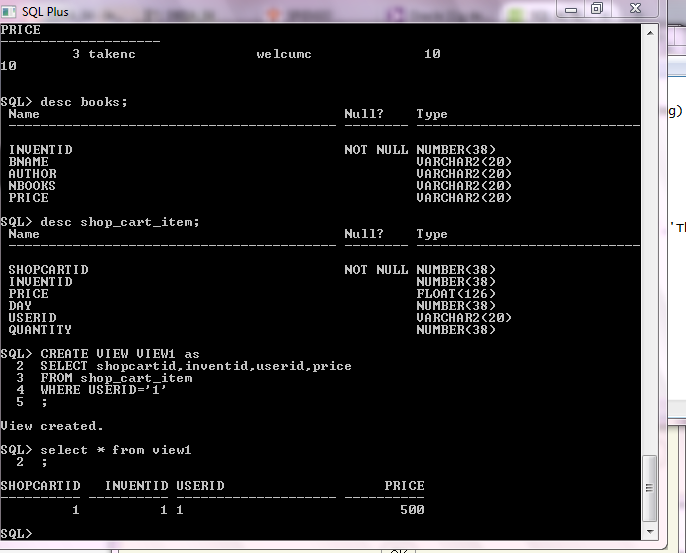 SQL Plus
PRICE
--------------------
3 takenc welcumc 10
10
SQL> desc books;
Name Null? Type
----------------------------------------- -------- ----------------------------
INVENTID NOT NULL NUMBER(38)
BNAME VARCHAR2(20)
AUTHOR VARCHAR2(20)
NBOOKS VARCHAR2(20)
PRICE VARCHAR2(20)
SQL> desc shop_cart_item;
Name Null? Type
----------------------------------------- -------- ----------------------------
SHOPCARTID NOT NULL NUMBER(38)
INVENTID NUMBER(38)
PRICE FLOAT(126)
DAY NUMBER(38)
USERID VARCHAR2(20)
QUANTITY NUMBER(38)
SQL> CREATE VIEW VIEW1 as
2 SELECT shopcartid,inventid,userid,price
3 FROM shop_cart_item
4 WHERE USERID='1'
5 ;
View created.
SQL> select * from view1
2 ;
SHOPCARTID INVENTID USERID PRICE
---------- ---------- -------------------- ----------
1 1 1 500
SQL>
g)
'Th